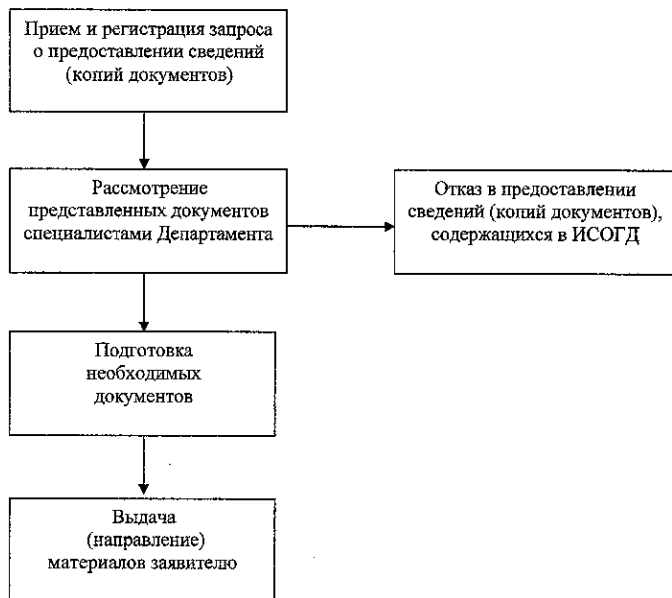 Прием и регистрация запроса
о предоставлении сведений
(копий документов)
Рассмотрение
представленных документов
специалистами Департамента
Отказ в предоставлении
сведений (копий документов),
содержащихся в ИСОГД
Подготовка
необходимых
документов
Выдача
(направление)
материалов заявителю